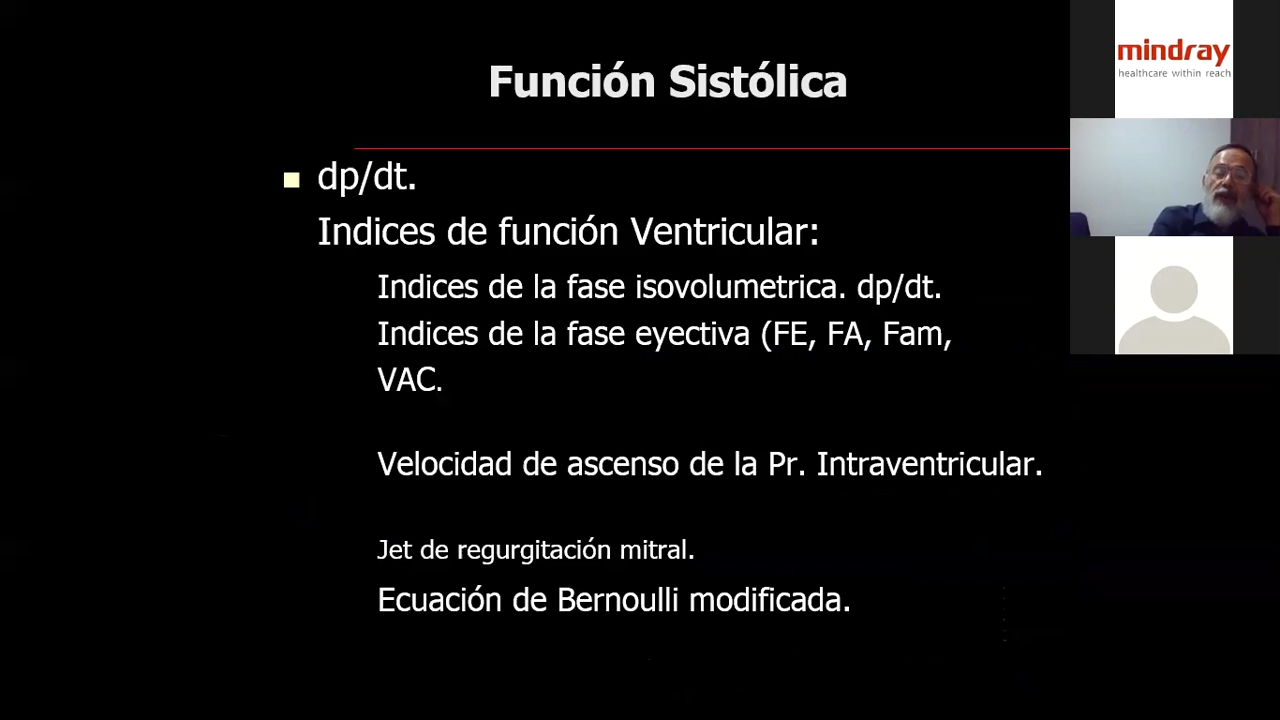 Función Sistólica
mindray
healthcare within reach
dp/dt.
Indices de función Ventricular:
Indices de la fase isovolumetrica. dp/dt.
Indices de la fase eyectiva (FE, FA, Fam,
VAC.
Velocidad de ascenso de la Pr. Intraventricular.
Jet de regurgitación mitral.
Ecuación de Bernoulli modificada.